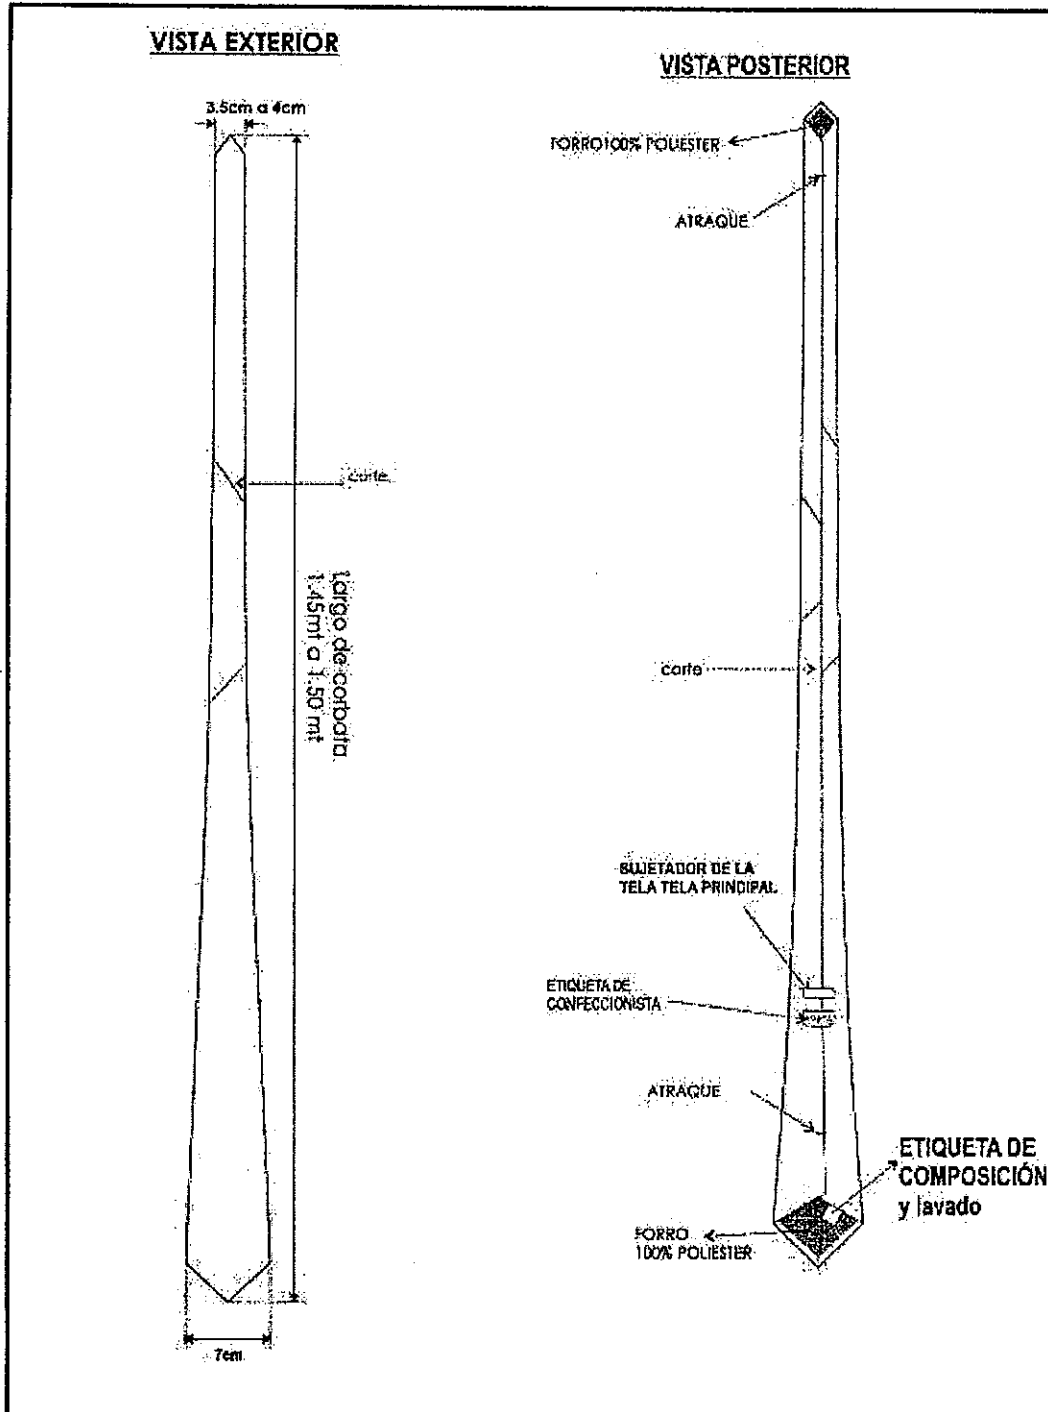 VISTA EXTERIOR
3.5cm a 4cm
corte
Largo de corbata
1.45mt a 1.50 mt
7cm
VISTA POSTERIOR
FORRO100% POLIESTER
ATRAQUE
corte
SUJETADOR DE LA
TELA TELA PRINCIPAL
ETIQUETA DE
CONFECCIONISTA
ATRAQUE
ETIQUETA DE
COMPOSICIÓN
y lavado
FORRO
100% POLIESTER